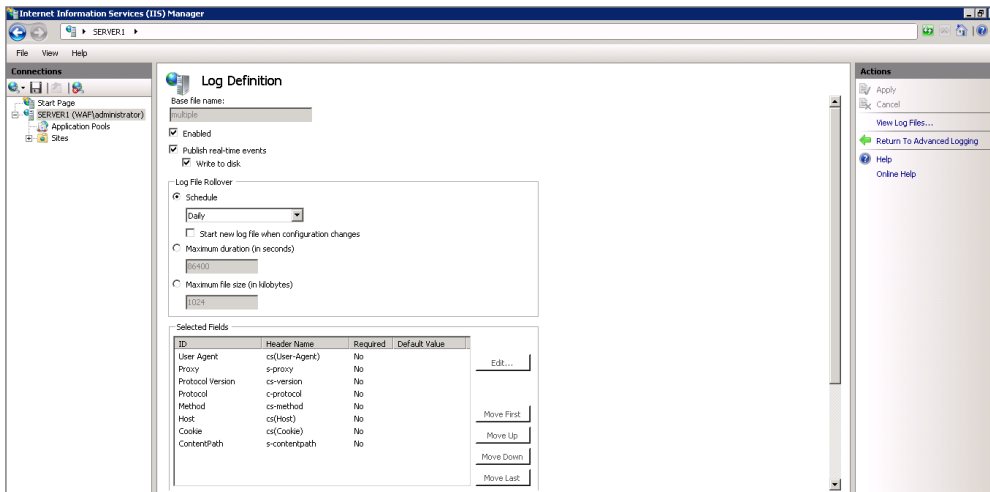 Internet Information Services (IIS) Manager
SERVER1
File View Help
Connections
Start Page
SERVER1 (WAF\administrator)
Application Pools
Sites
Log Definition
Base file name:
multiple
Enabled
Publish real-time events
Write to disk
Log File Rollover
Schedule
Daily
Start new log file when configuration changes
Maximum duration (in seconds)
86400
Maximum file size (in kilobytes)
1024
Selected Fields
ID Header Name Required Default Value
User Agent cs(User-Agent) No
Proxy s-proxy No
Protocol Version cs-version No
Protocol c-protocol No
Method cs-method No
Host cs(Host) No
Cookie cs(Cookie) No
ContentPath s-contentpath No
Edit...
Move First
Move Up
Move Down
Move Last
Actions
Apply
Cancel
View Log Files...
Return To Advanced Logging
Help
Online Help